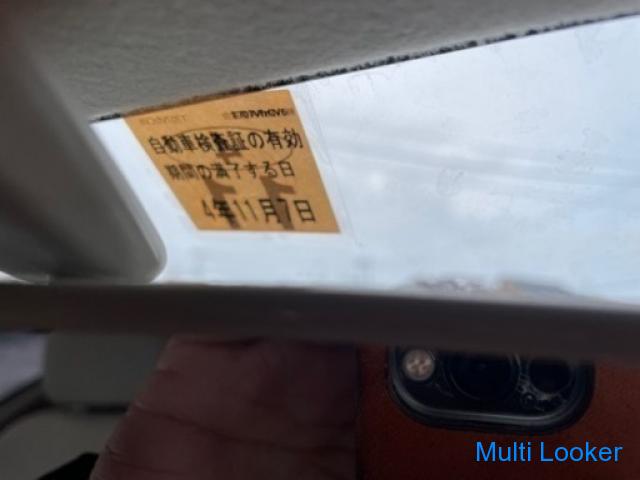 自動車検査証の有効
期間の満了する日
4年11月7日
Multi Looker